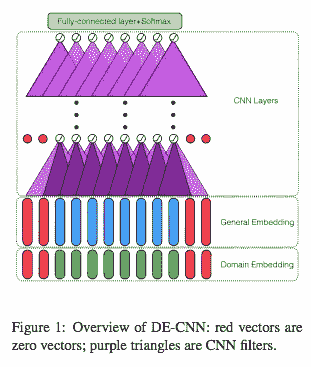 Fully-connected layer+Softmax
CNN Layers
General Embedding
Domain Embedding
Figure 1: Overview of DE-CNN: red vectors are
zero vectors; purple triangles are CNN filters.